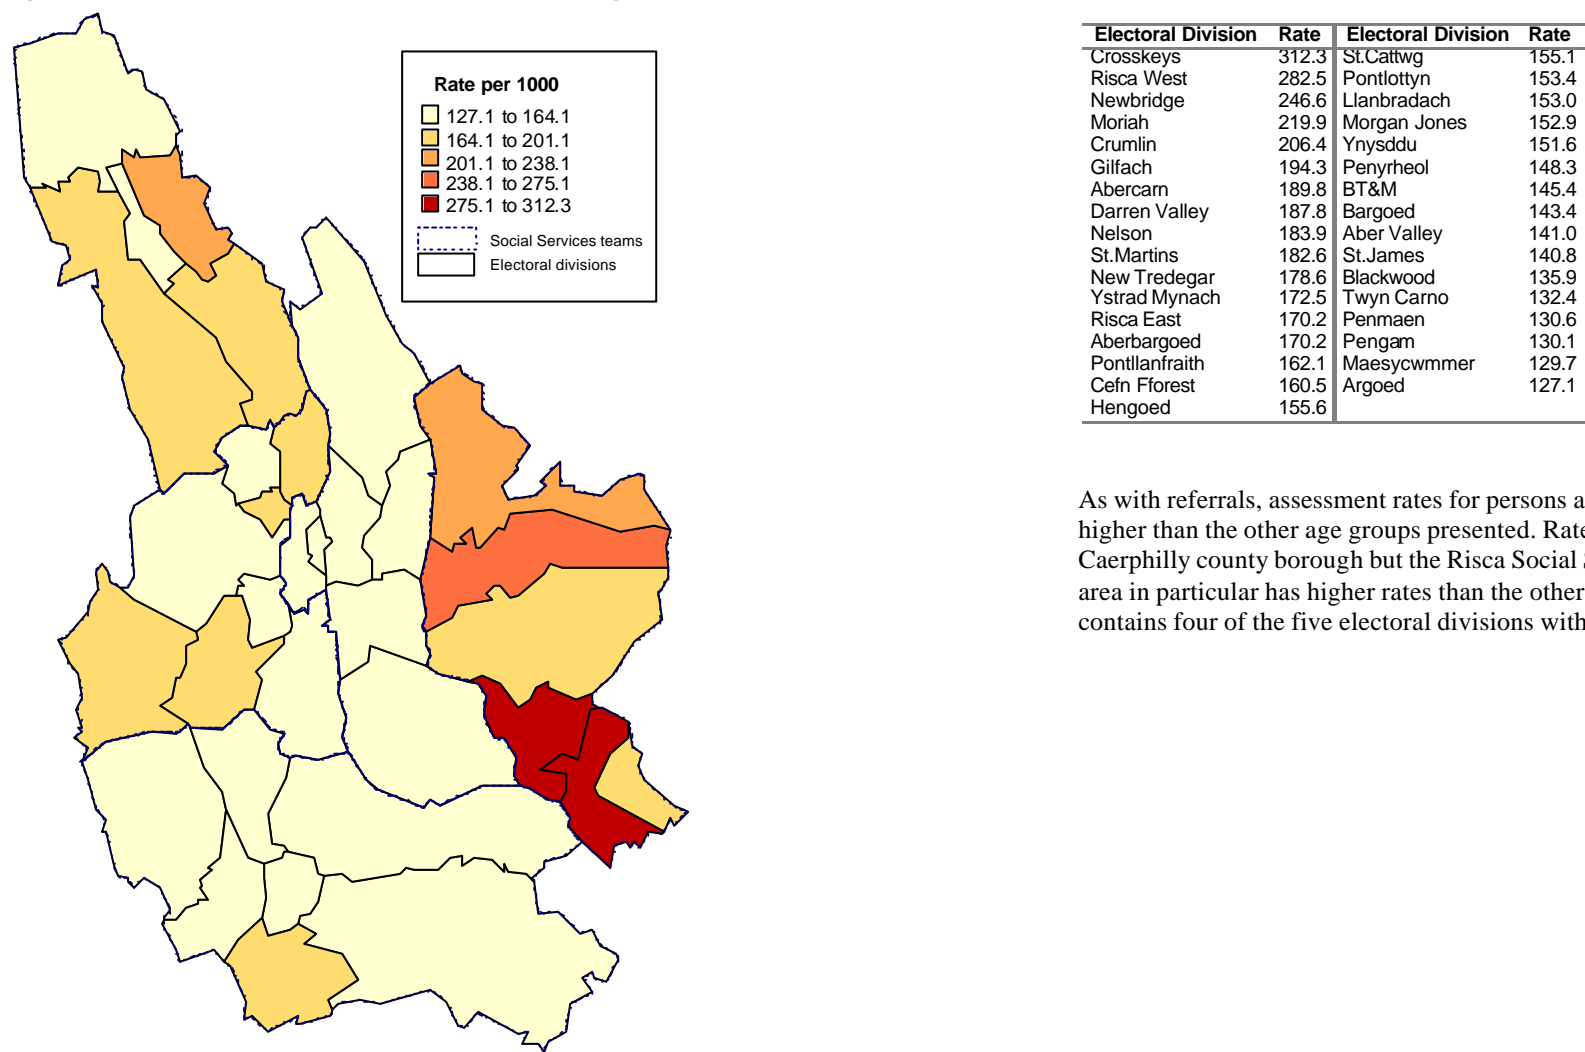 Rate per 1000
127.1 to 164.1
164.1 to 201.1
201.1 to 238.1
238.1 to 275.1
275.1 to 312.3
Social Services teams
Electoral divisions
Electoral Division Rate Electoral Division Rate
Crosskeys 312.3 St.Cattwg 155.1
Risca West 282.5 Pontlottyn 153.4
Newbridge 246.6 Llanbradach 153.0
Moriah 219.9 Morgan Jones 152.9
Crumlin 206.4 Ynysddu 151.6
Gilfach 194.3 Penyrheol 148.3
Abercarn 189.8 BT&M 145.4
Darren Valley 187.8 Bargoed 143.4
Nelson 183.9 Aber Valley 141.0
St.Martins 182.6 St.James 140.8
New Tredegar 178.6 Blackwood 135.9
Ystrad Mynach 172.5 Twyn Carno 132.4
Risca East 170.2 Penmaen 130.6
Aberbargoed 170.2 Pengam 130.1
Pontllanfraith 162.1 Maesycwmmer 129.7
Cefn Fforest 160.5 Argoed 127.1
Hengoed 155.6
As with referrals, assessment rates for persons a
higher than the other age groups presented. Rate
Caerphilly county borough but the Risca Social
area in particular has higher rates than the other
contains four of the five electoral divisions with